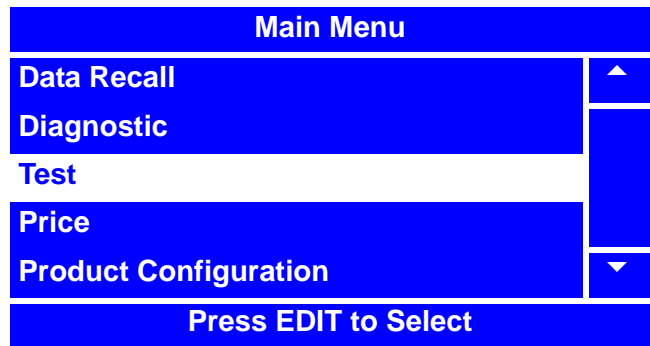 Main Menu
Data Recall
Diagnostic
Test
Price
Product Configuration
Press EDIT to Select